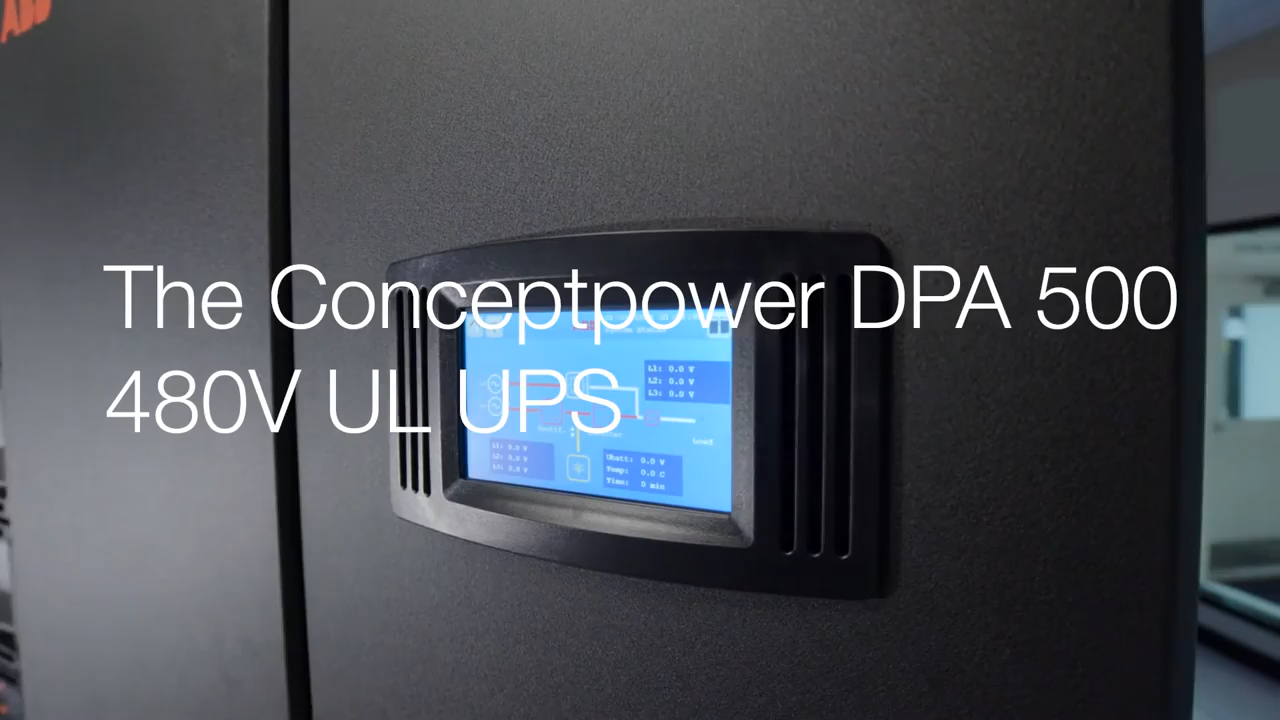 ABB
The Conceptpower DPA 500
480V UL UPS
L1: 0.0 V
L2: 0.0 V
L3: 0.0 V
Load
L1: 0.0 V
L2: 0.0 V
L3: 0.0 V
Ubatt: 0.0 V
Temp: 0.0 C
Time: 0 min